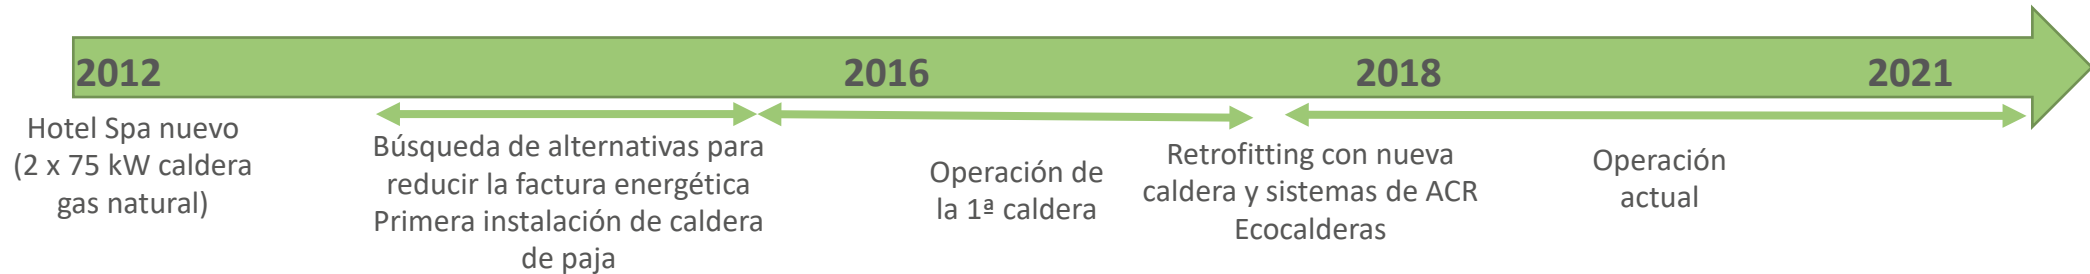 2012
2016
2018
2021
Hotel Spa nuevo
(2 x 75 kW caldera
gas natural)
Búsqueda de alternativas para
reducir la factura energética
Primera instalación de caldera
de paja
Operación de
la 1ª caldera
Retrofitting con nueva
caldera y sistemas de ACR
Ecocalderas
Operación
actual